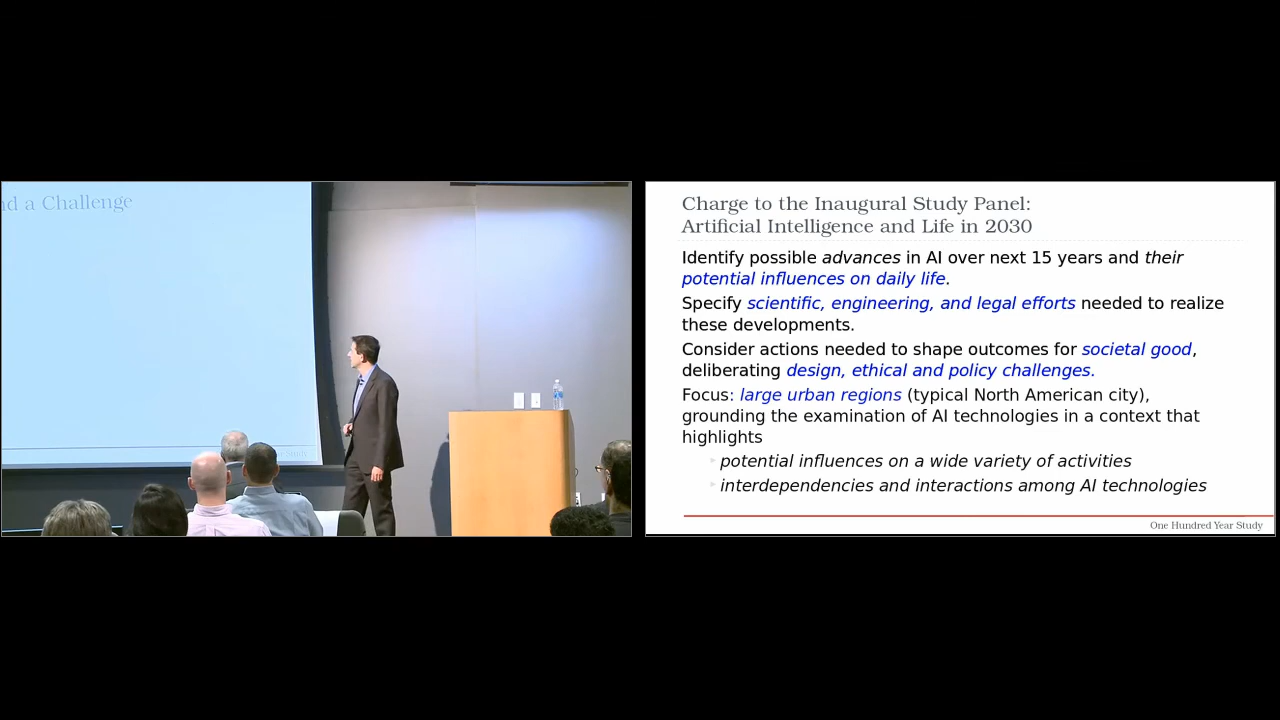 nd a Challenge
Charge to the Inaugural Study Panel:
Artificial Intelligence and Life in 2030
Identify possible advances in AI over next 15 years and their
potential influences on daily life.
Specify scientific, engineering, and legal efforts needed to realize
these developments.
Consider actions needed to shape outcomes for societal good,
deliberating design, ethical and policy challenges.
Focus: large urban regions (typical North American city),
grounding the examination of AI technologies in a context that
highlights
potential influences on a wide variety of activities
interdependencies and interactions among AI technologies
One Hundred Year Study